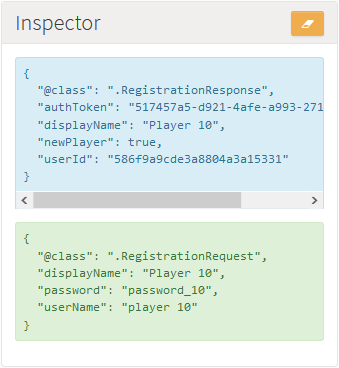 Inspector
{
"@class": ".RegistrationResponse",
"authToken": "517457a5-d921-4afe-a993-271
"displayName": "Player 10",
"newPlayer": true,
"userId": "586f9a9cde3a8804a3a15331"
}
{
"@class": ".RegistrationRequest",
"displayName": "Player 10",
"password": "password_10",
"userName": "player 10"
}